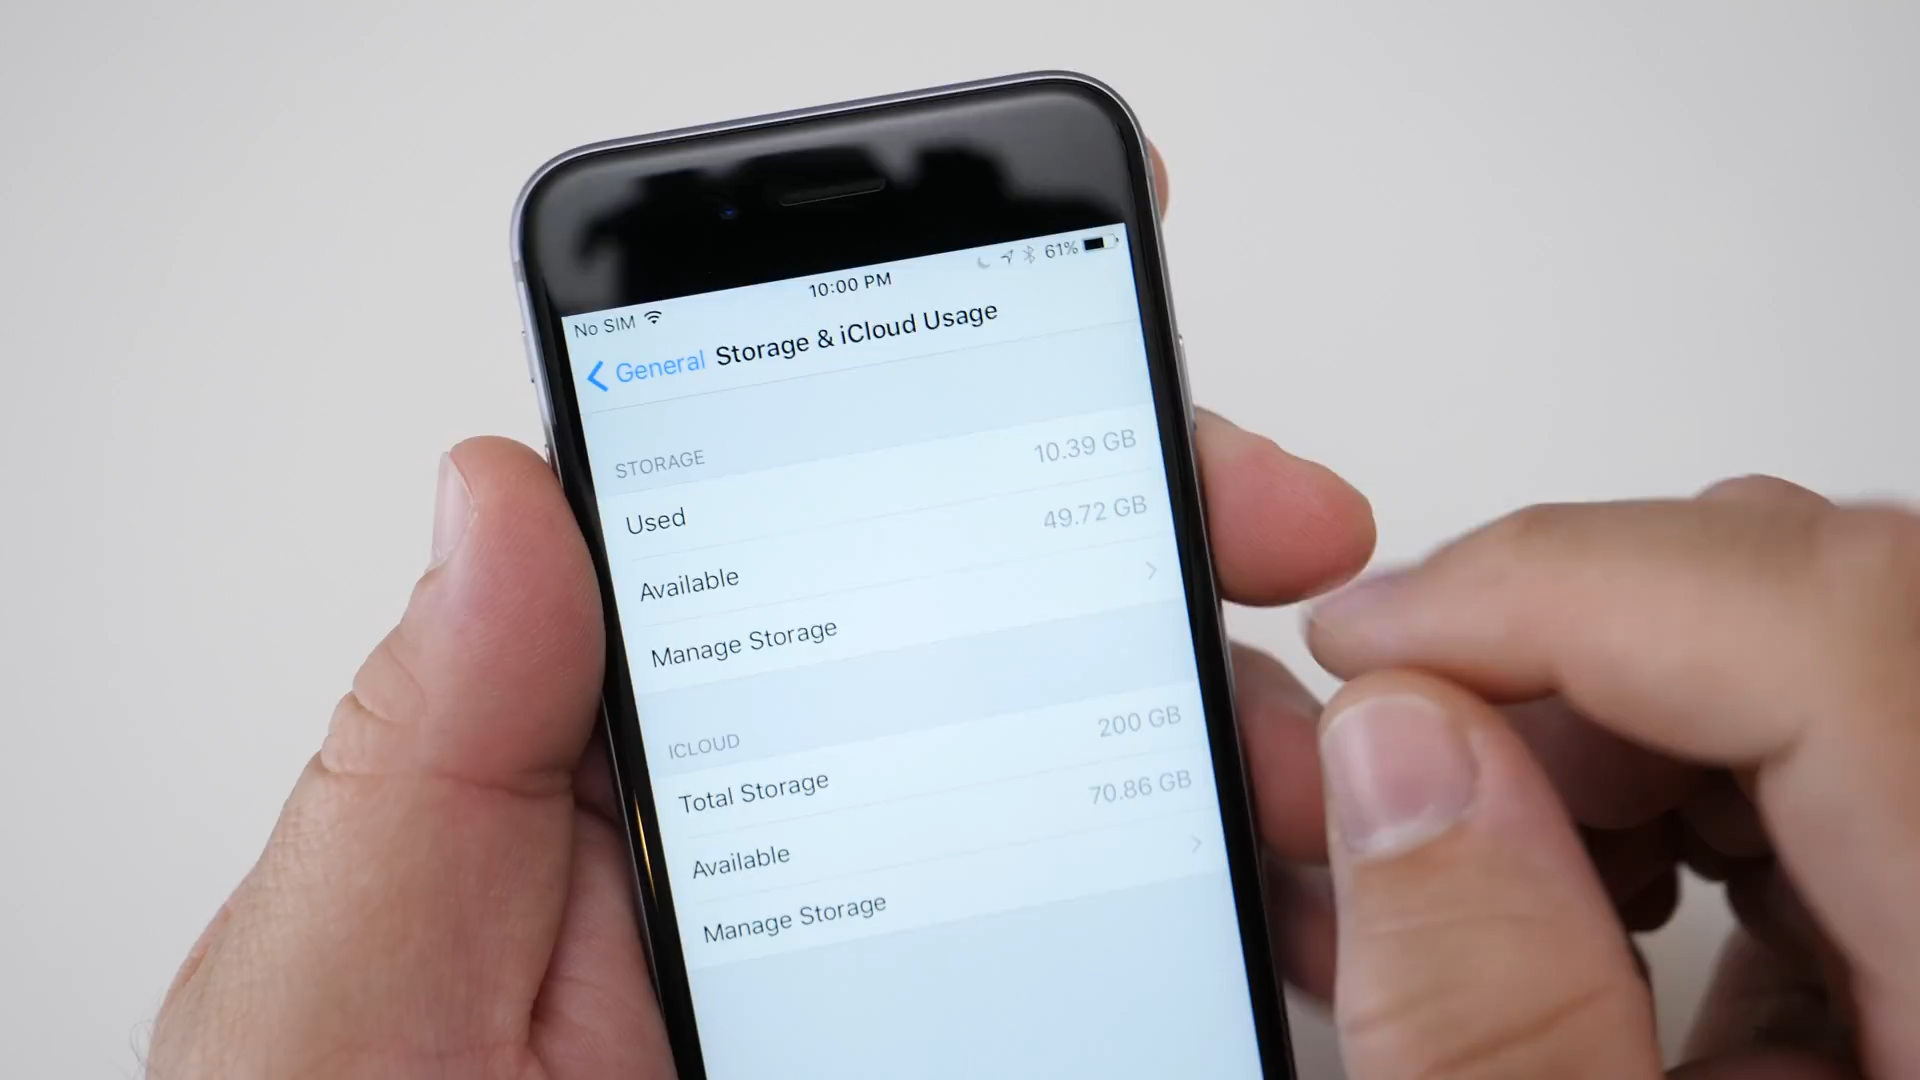 No SIM 10:00 PM 61%
General Storage & iCloud Usage
STORAGE
Used 10.39 GB
Available 49.72 GB
Manage Storage
ICLOUD
Total Storage 200 GB
Available 70.86 GB
Manage Storage